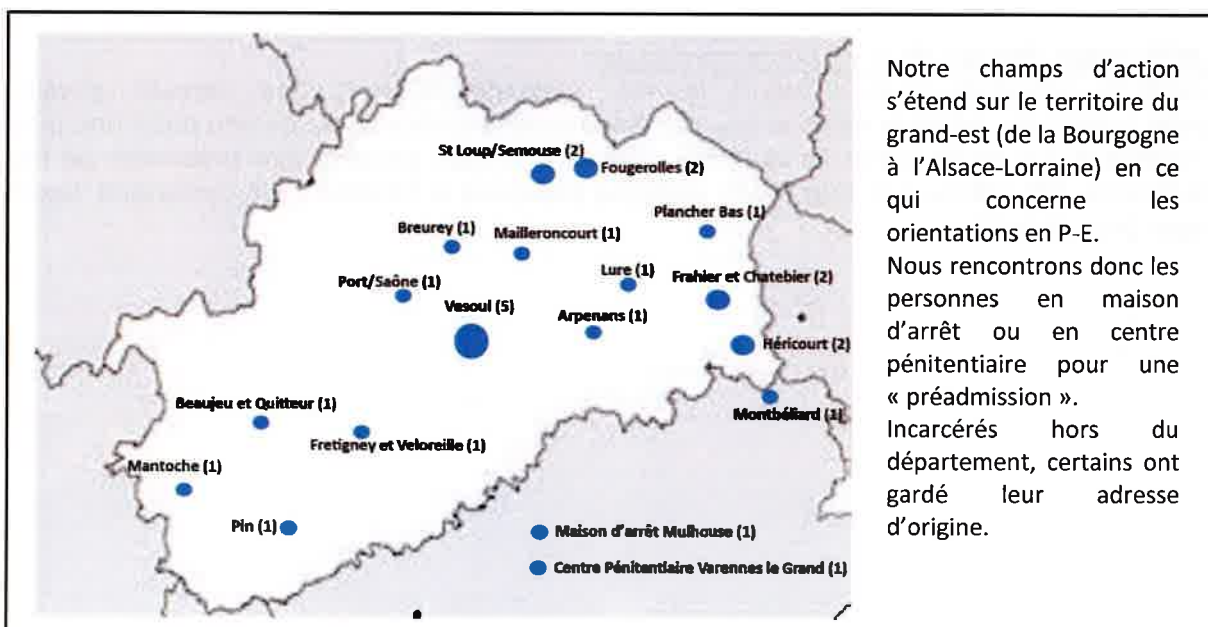 St Loup/Semouse (2)
Fougerolles (2)
Plancher Bas (1)
Breurey (1)
Mailleroncourt (1)
Lure (1)
Frahier et Chatebier (2)
Port/Saône (1)
Vesoul (5)
Arpenans (1)
Héricourt (2)
Beaujeu et Quitteur (1)
Montbéliard (1)
Fretigney et Veloreille (1)
Mantoche (1)
Pin (1)
Maison d'arrêt Mulhouse (1)
Centre Pénitentiaire Varennes le Grand (1)
Notre champs d'action
s'étend sur le territoire du
grand-est (de la Bourgogne
à l'Alsace-Lorraine) en ce
qui concerne les
orientations en P-E.
Nous rencontrons donc les
personnes en maison
d'arrêt ou en centre
pénitentiaire pour une
« préadmission ».
Incarcérés hors du
département, certains ont
gardé leur adresse
d'origine.